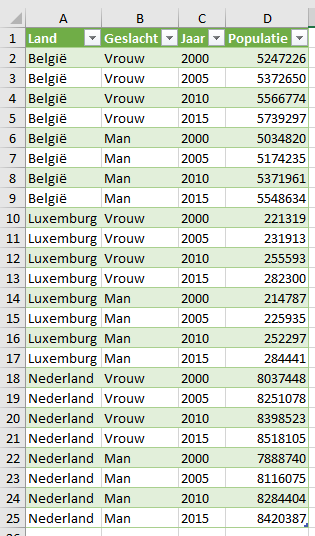 A B C D
1 Land Geslacht Jaar Populatie
2 België Vrouw 2000 5247226
3 België Vrouw 2005 5372650
4 België Vrouw 2010 5566774
5 België Vrouw 2015 5739297
6 België Man 2000 5034820
7 België Man 2005 5174235
8 België Man 2010 5371961
9 België Man 2015 5548634
10 Luxemburg Vrouw 2000 221319
11 Luxemburg Vrouw 2005 231913
12 Luxemburg Vrouw 2010 255593
13 Luxemburg Vrouw 2015 282300
14 Luxemburg Man 2000 214787
15 Luxemburg Man 2005 225935
16 Luxemburg Man 2010 252297
17 Luxemburg Man 2015 284441
18 Nederland Vrouw 2000 8037448
19 Nederland Vrouw 2005 8251078
20 Nederland Vrouw 2010 8398523
21 Nederland Vrouw 2015 8518105
22 Nederland Man 2000 7888740
23 Nederland Man 2005 8116075
24 Nederland Man 2010 8284404
25 Nederland Man 2015 8420387